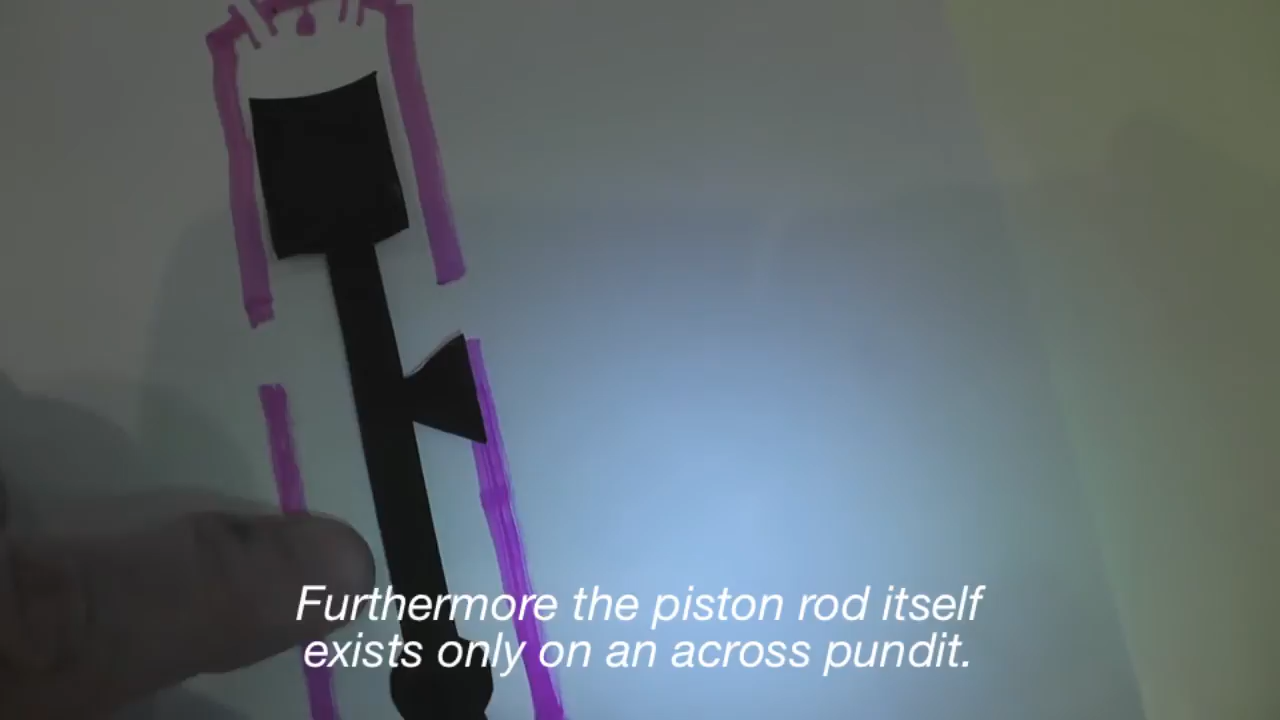 Furthermore the piston rod itself
exists only on an across pundit.